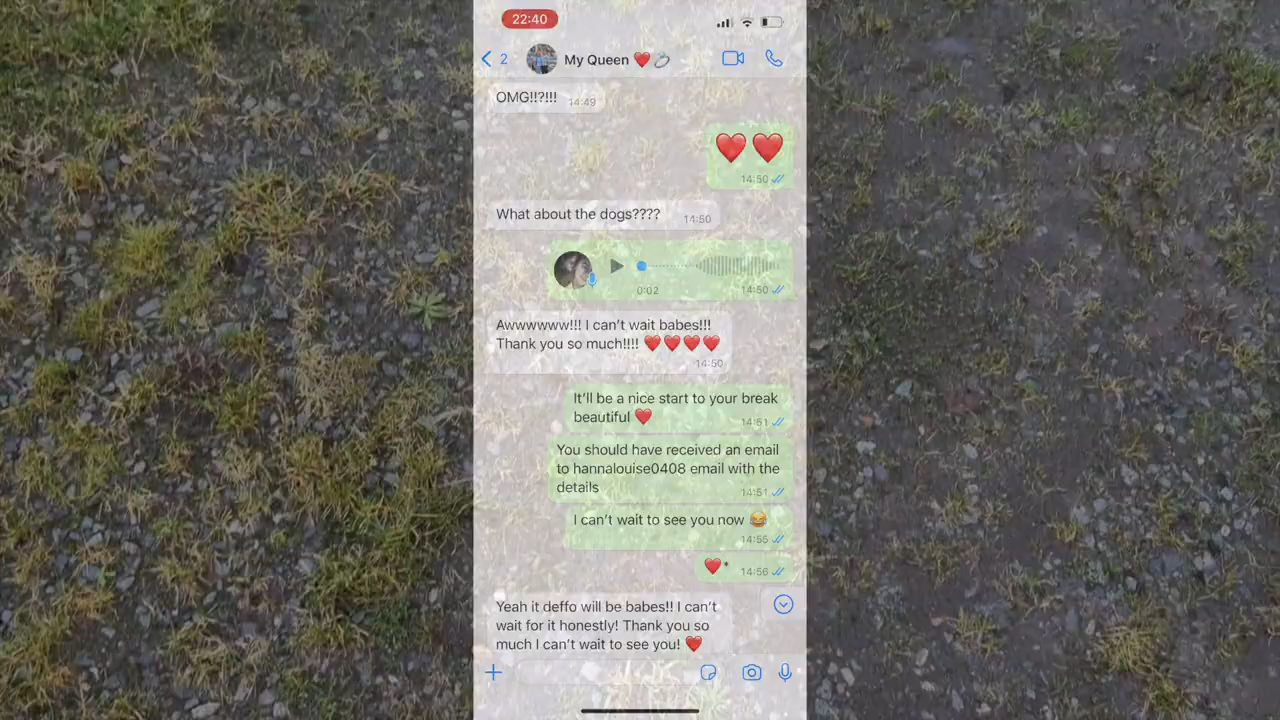 22:40
2
My Queen ❤️💍
OMG!!?!!!
14:49
❤️❤️
14:50
What about the dogs????
14:50
0:02
14:50
Awwwwww!!! I can't wait babes!!!
Thank you so much!!!! ❤️❤️❤️❤️
14:50
It'll be a nice start to your break
beautiful ❤️
14:51
You should have received an email
to hannalouise0408 email with the
details
14:51
I can't wait to see you now 😂
14:55
❤️*
14:56
Yeah it deffo will be babes!! I can't
wait for it honestly! Thank you so
much I can't wait to see you! ❤️